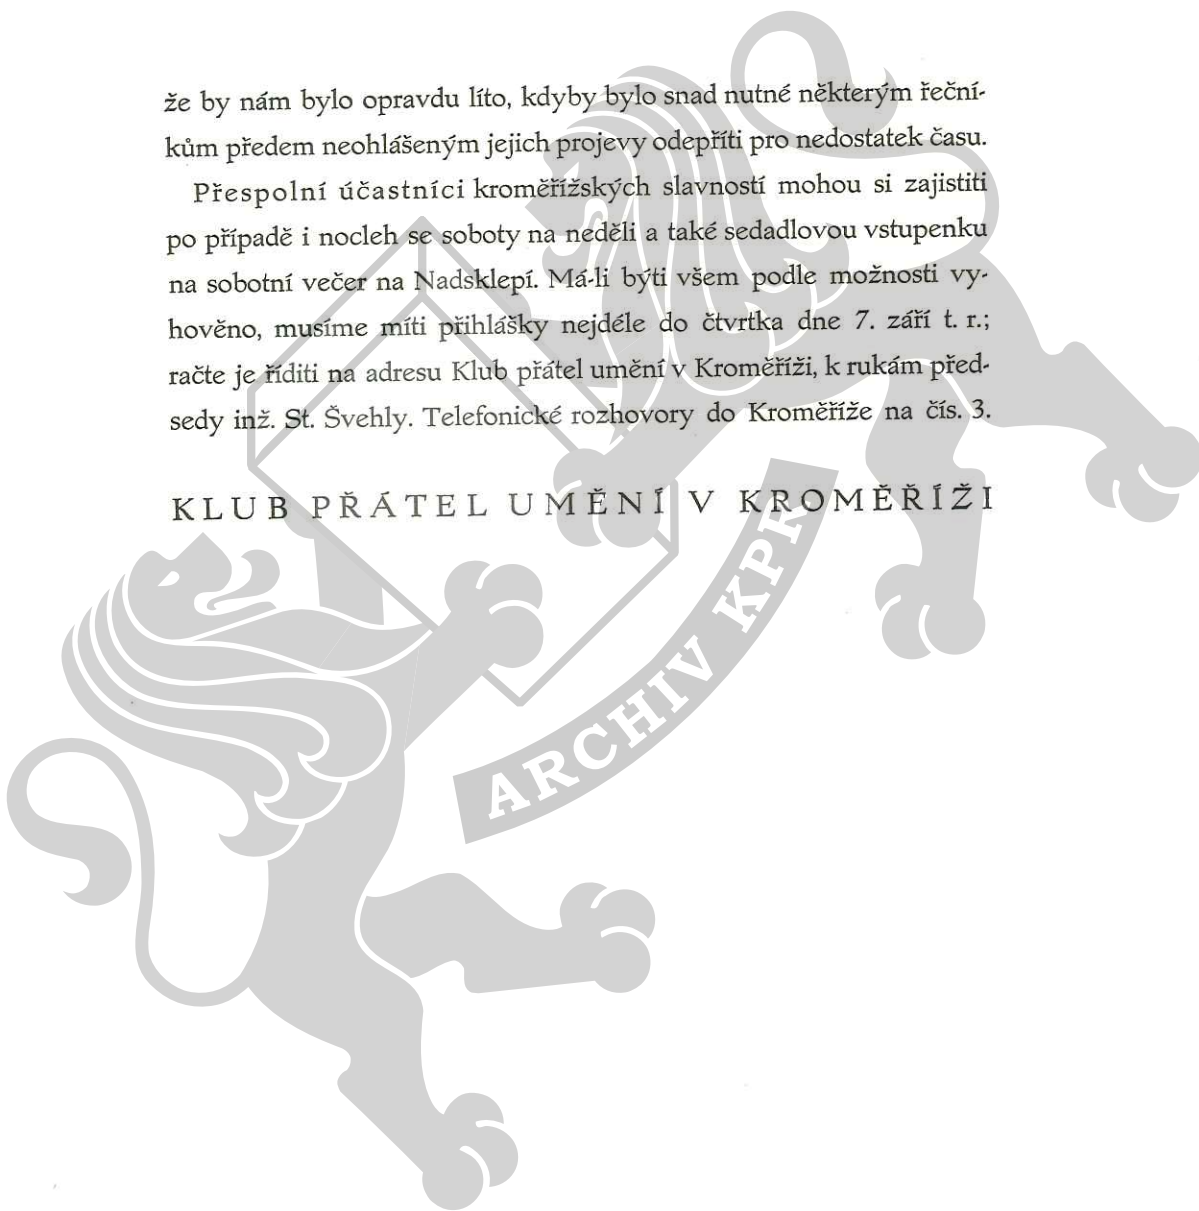 že by nám bylo opravdu líto, kdyby bylo snad nutné některým řeční-
kům předem neohlášeným jejich projevy odepříti pro nedostatek času.
Přespolní účastníci kroměřížských slavností mohou si zajistiti
po případě i nocleh se soboty na neděli a také sedadlovou vstupenku
na sobotní večer na Nadsklepí. Má-li býti všem podle možnosti vy-
hověno, musíme míti přihlášky nejdéle do čtvrtka dne 7. září t. r.;
račte je říditi na adresu Klub přátel umění v Kroměříži, k rukám před-
sedy inž. St. Švehly. Telefonické rozhovory do Kroměříže na čís. 3.
KLUB PŘÁTEL UMĚNÍ V KROMĚŘÍŽI
ARCHIV KPR